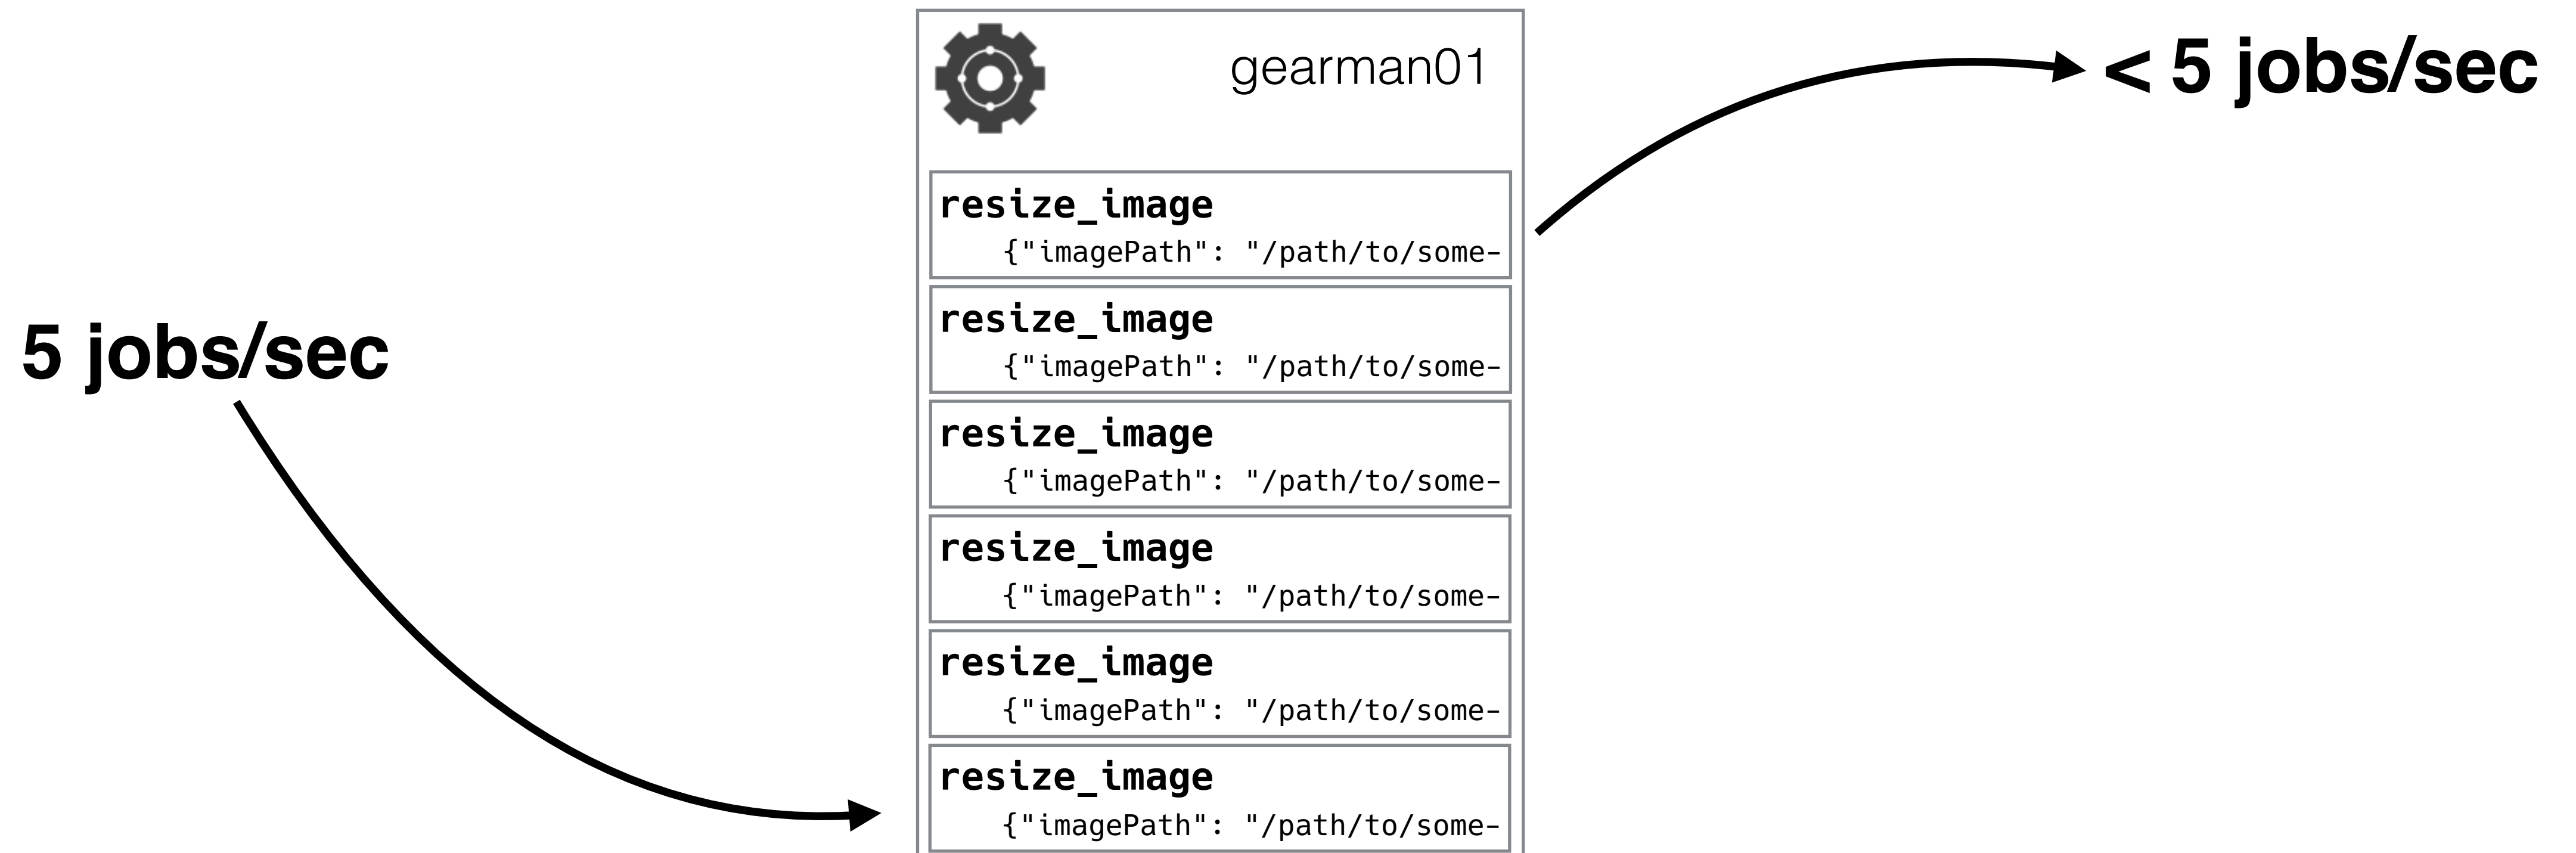 gearman01
< 5 jobs/sec
resize_image
{"imagePath": "/path/to/some-
resize_image
{"imagePath": "/path/to/some-
5 jobs/sec
resize_image
{"imagePath": "/path/to/some-
resize_image
{"imagePath": "/path/to/some-
resize_image
{"imagePath": "/path/to/some-
resize_image
{"imagePath": "/path/to/some-